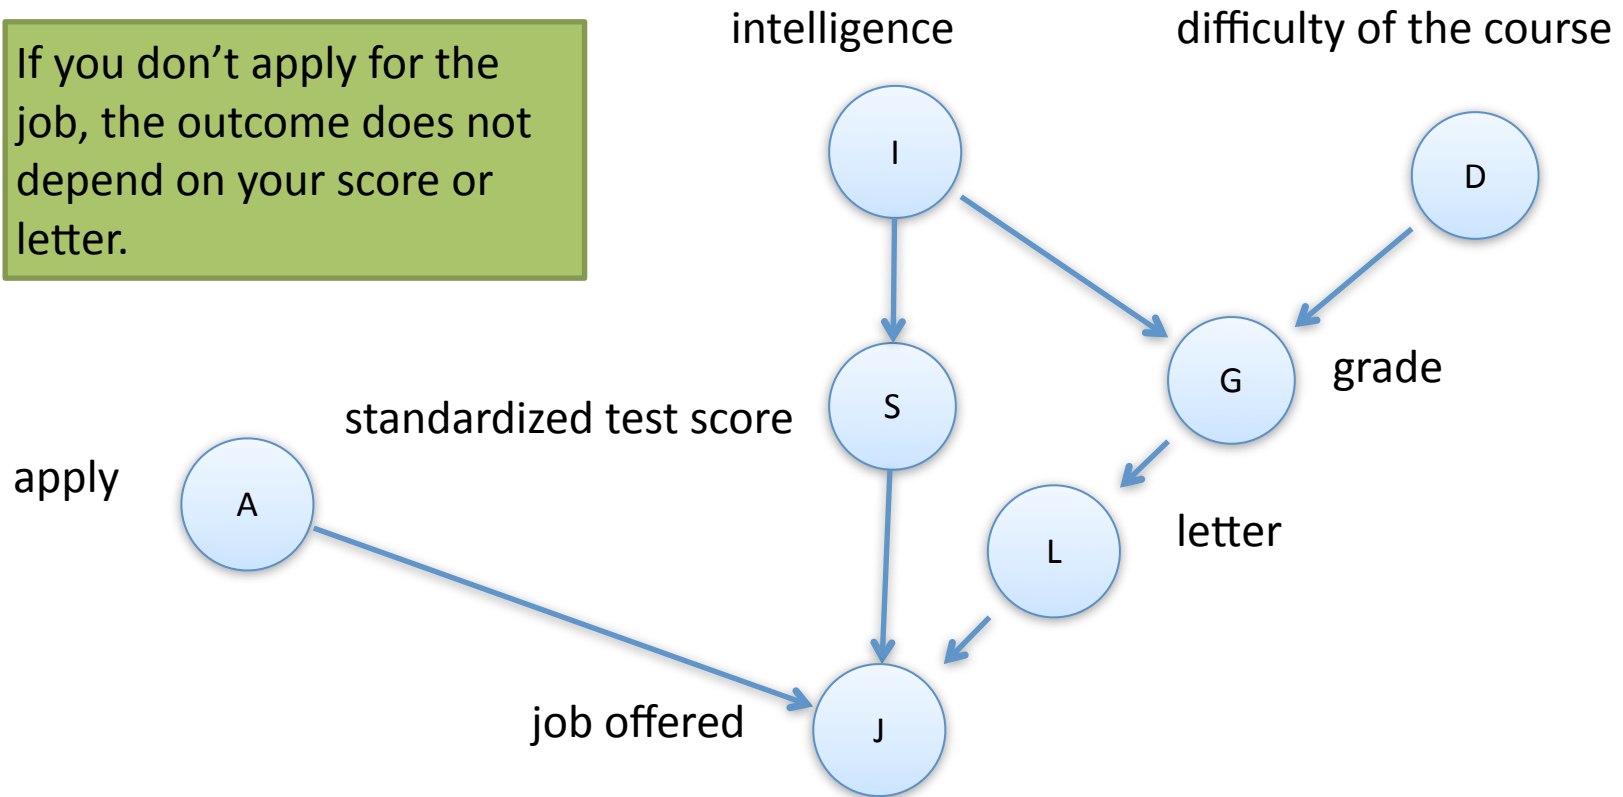 intelligence
difficulty of the course
If you don’t apply for the
job, the outcome does not
depend on your score or
letter.
I
D
G
grade
S
standardized test score
apply
A
letter
L
job offered
J